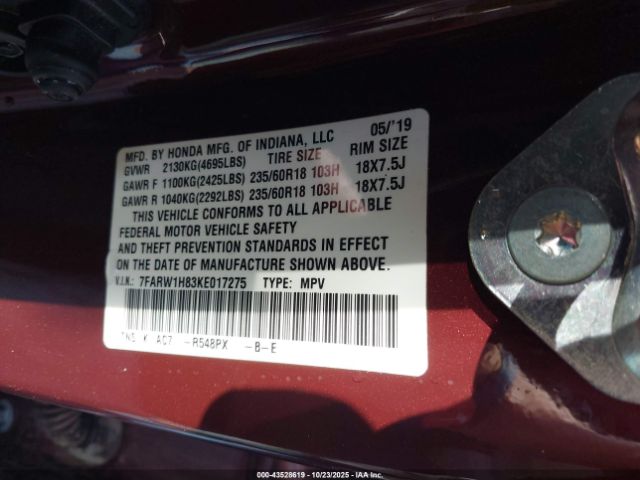 MFD. BY HONDA MFG. OF INDIANA, LLC 05/'19
GVWR 2130KG(4695LBS) TIRE SIZE RIM SIZE
GAWR F 1100KG(2425LBS) 235/60R18 103H 18X7.5J
GAWR R 1040KG(2292LBS) 235/60R18 103H 18X7.5J
THIS VEHICLE CONFORMS TO ALL APPLICABLE
FEDERAL MOTOR VEHICLE SAFETY
AND THEFT PREVENTION STANDARDS IN EFFECT
ON THE DATE OF MANUFACTURE SHOWN ABOVE.
V.I.N.: 7FARW1H83KE017275 TYPE: MPV
K AC7 -R548PX -B-E
000-43528619 - 10/23/2025 - IAAI.COM